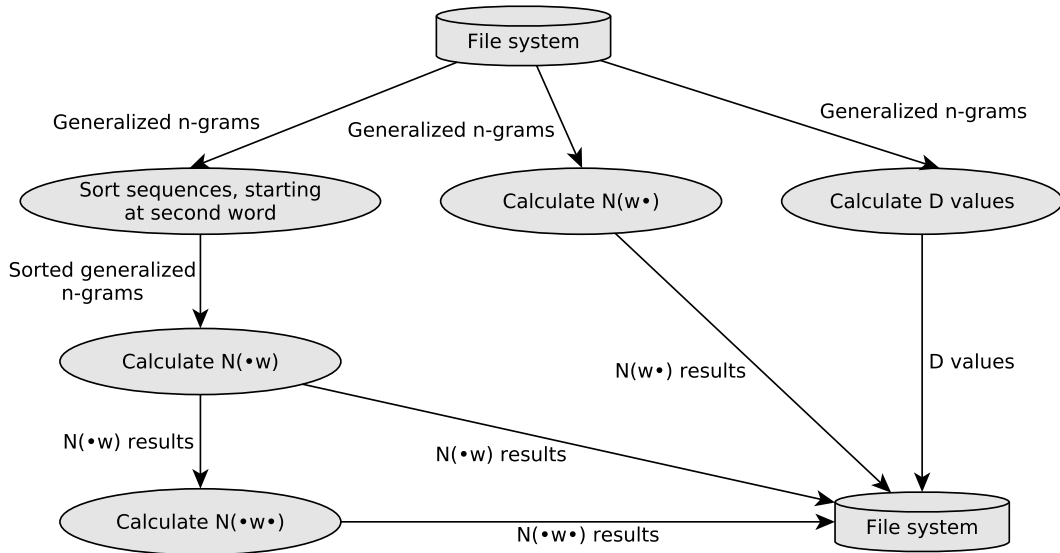 File system
Generalized n-grams
Generalized n-grams
Generalized n-grams
Sort sequences, starting
at second word
Calculate N(w•)
Calculate D values
Sorted generalized
n-grams
Calculate N(•w)
N(w•) results
D values
N(•w) results
N(•w) results
Calculate N(•w•)
N(•w•) results
File system